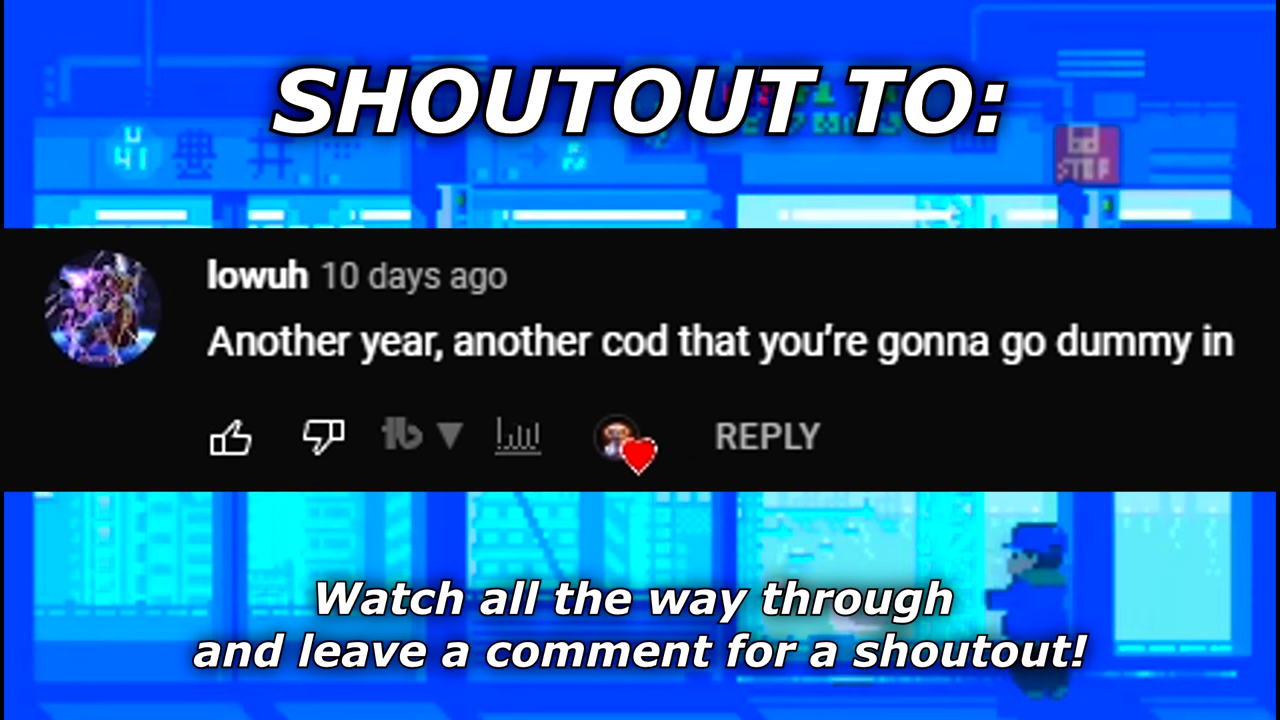 SHOUTOUT TO:
STEF
lowuh 10 days ago
Another year, another cod that you’re gonna go dummy in
REPLY
Watch all the way through
and leave a comment for a shoutout!